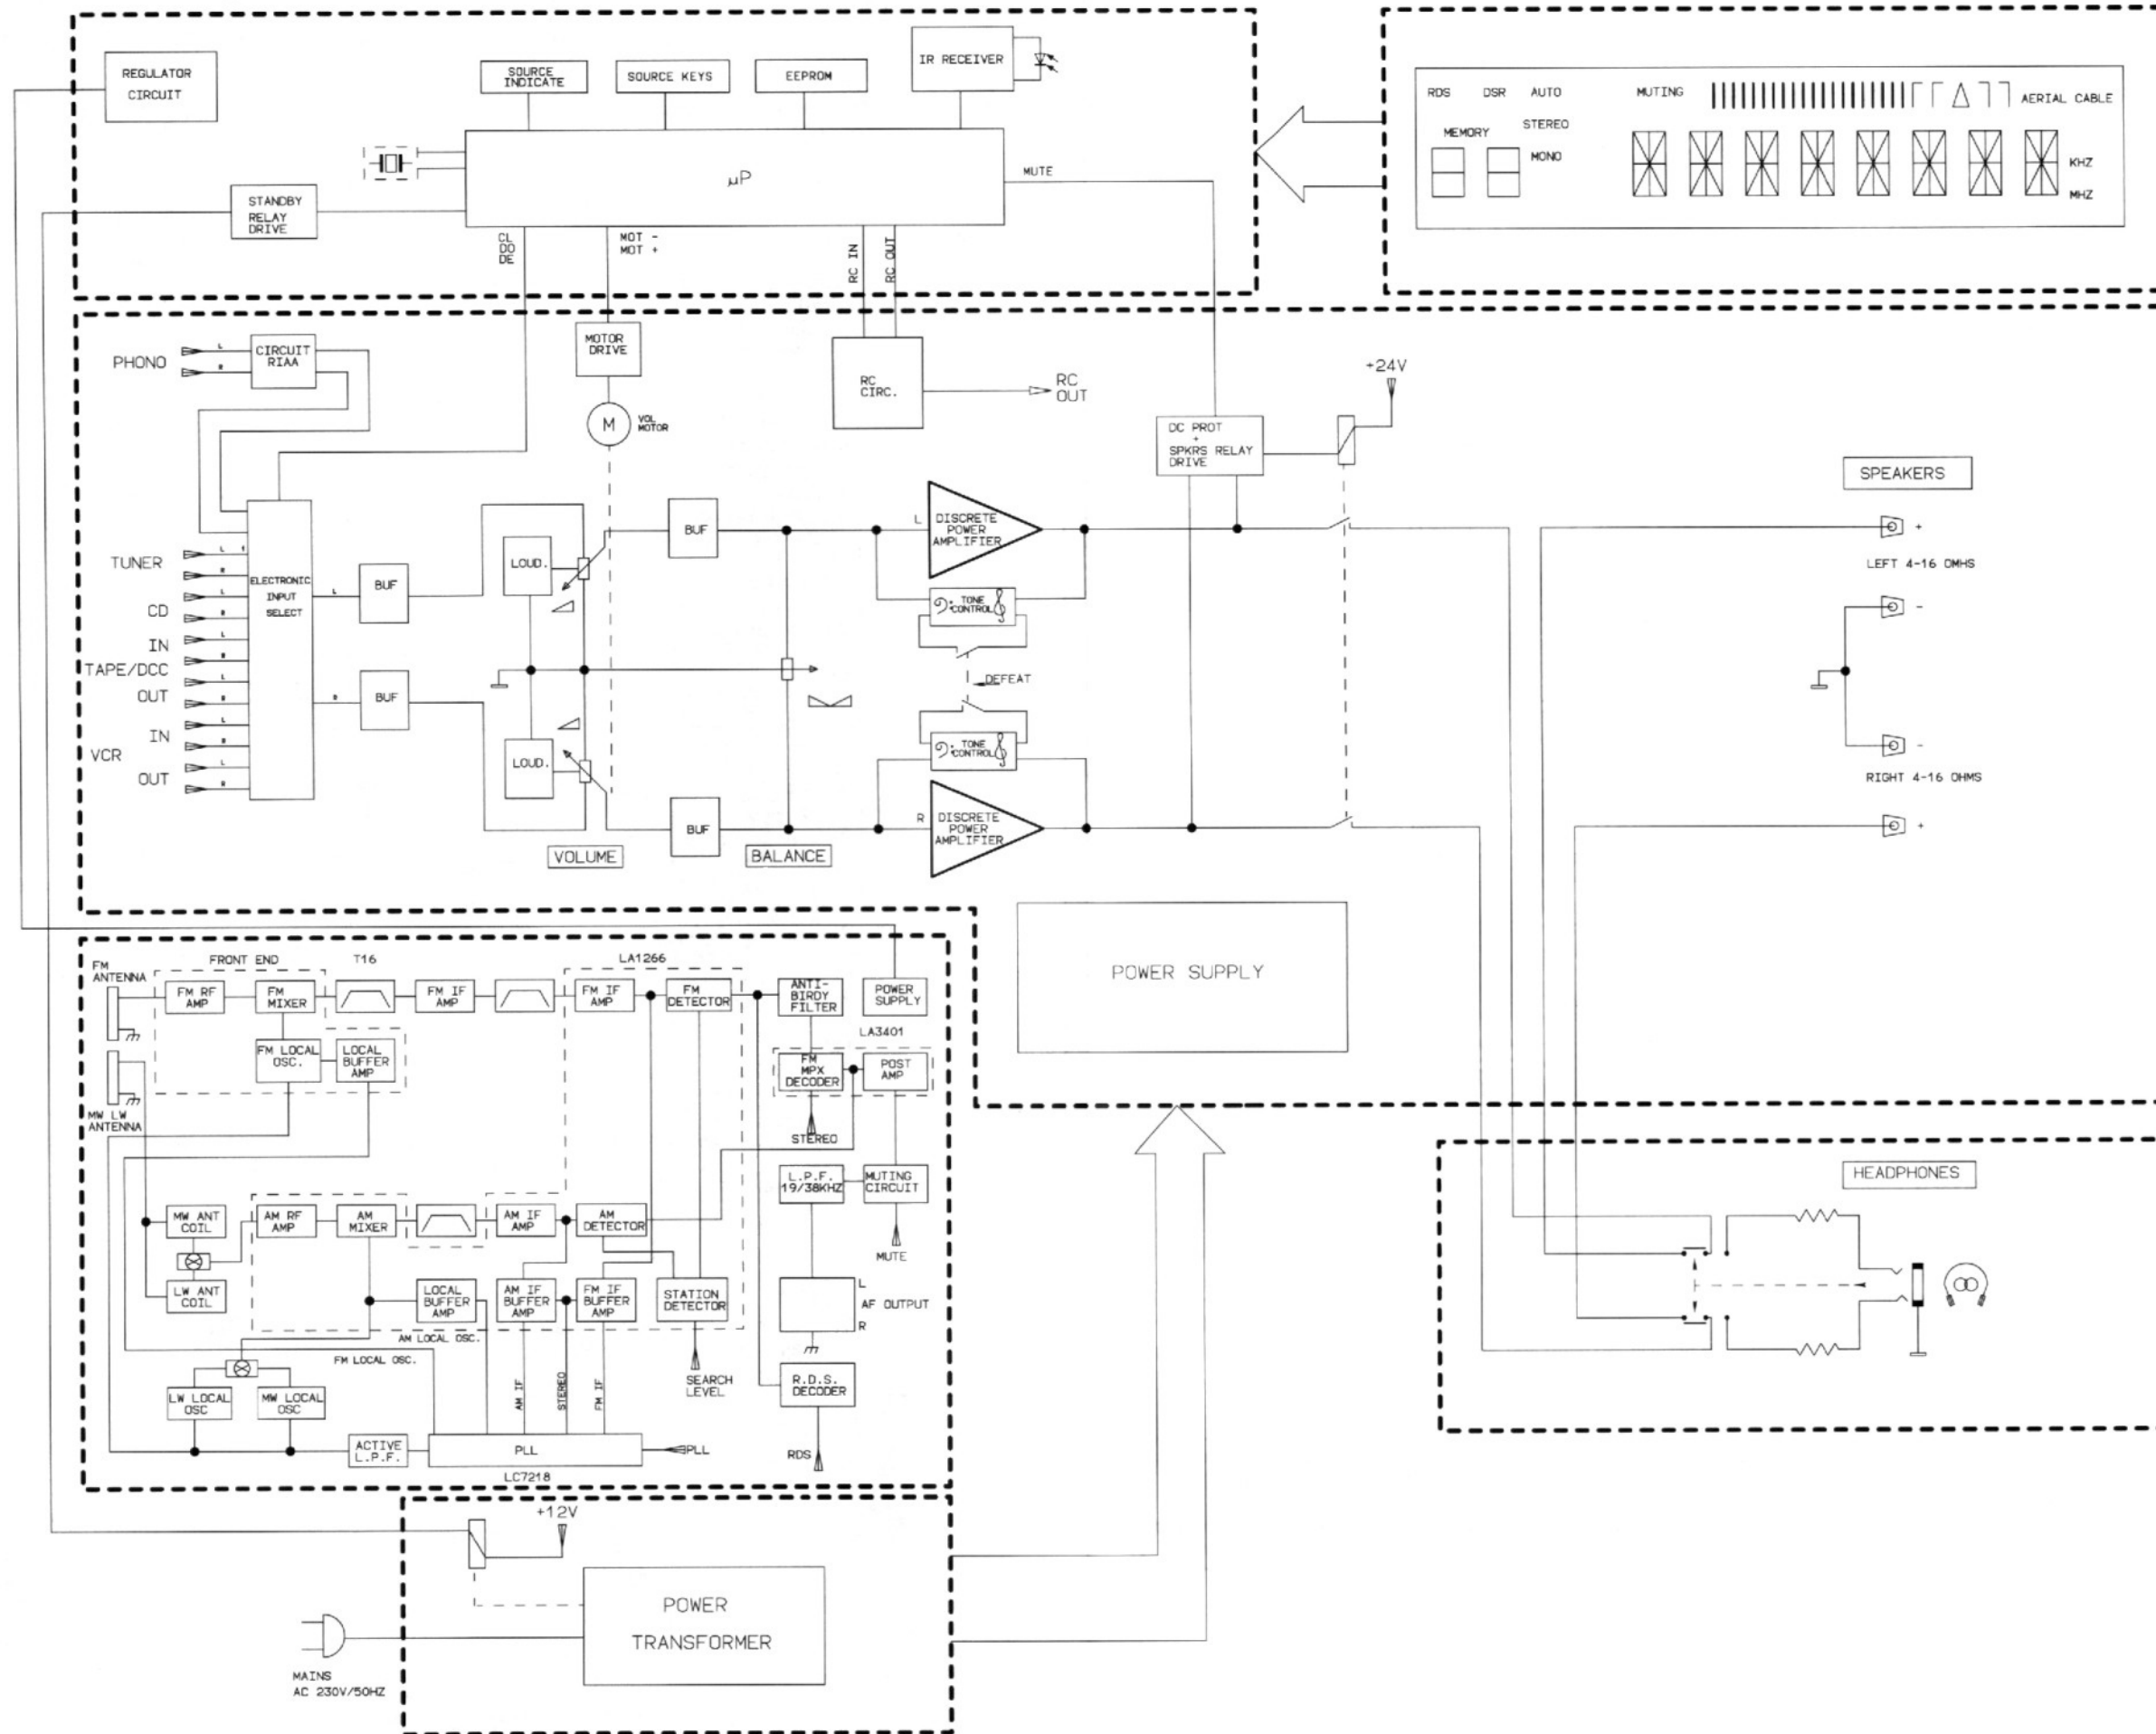 REGULATOR
CIRCUIT
SOURCE
INDICATE
SOURCE KEYS
EEPROM
IR RECEIVER
µP
MUTE
STANDBY
RELAY
DRIVE
CL
DO
DE
MOT -
MOT +
RC IN
RC OUT
RDS
DSR
AUTO
MUTING
AERIAL CABLE
MEMORY
STEREO
MONO
KHZ
MHZ
PHONO
L
R
CIRCUIT
RIAA
MOTOR
DRIVE
M
VOL
MOTOR
RC
CIRC.
RC
OUT
+24V
DC PROT
+
SPKRS RELAY
DRIVE
TUNER
L
R
CD
L
R
IN
L
R
TAPE/DCC
OUT
L
R
IN
L
R
VCR
OUT
L
R
ELECTRONIC
INPUT
SELECT
L
R
BUF
BUF
LOUD.
LOUD.
BUF
BUF
VOLUME
BALANCE
L
DISCRETE
POWER
AMPLIFIER
TONE
CONTROL
DEFEAT
TONE
CONTROL
R
DISCRETE
POWER
AMPLIFIER
SPEAKERS
+
LEFT 4-16 OMHS
-
-
RIGHT 4-16 OHMS
+
POWER SUPPLY
FM
ANTENNA
FRONT END
T16
LA1266
FM RF
AMP
FM
MIXER
FM IF
AMP
FM IF
AMP
FM
DETECTOR
ANTI-
BIRDY
FILTER
POWER
SUPPLY
LA3401
FM LOCAL
OSC.
LOCAL
BUFFER
AMP
FM
MPX
DECODER
POST
AMP
MW LW
ANTENNA
STEREO
L.P.F.
19/38KHZ
MUTING
CIRCUIT
MUTE
MW ANT
COIL
LW ANT
COIL
AM RF
AMP
AM
MIXER
AM IF
AMP
AM
DETECTOR
LOCAL
BUFFER
AMP
AM IF
BUFFER
AMP
FM IF
BUFFER
AMP
STATION
DETECTOR
L
AF OUTPUT
R
AM LOCAL OSC.
FM LOCAL OSC.
LW LOCAL
OSC
MW LOCAL
OSC
AM IF
STEREO
FM IF
SEARCH
LEVEL
R.D.S.
DECODER
RDS
ACTIVE
L.P.F.
PLL
PLL
LC7218
HEADPHONES
+12V
POWER
TRANSFORMER
MAINS
AC 230V/50HZ